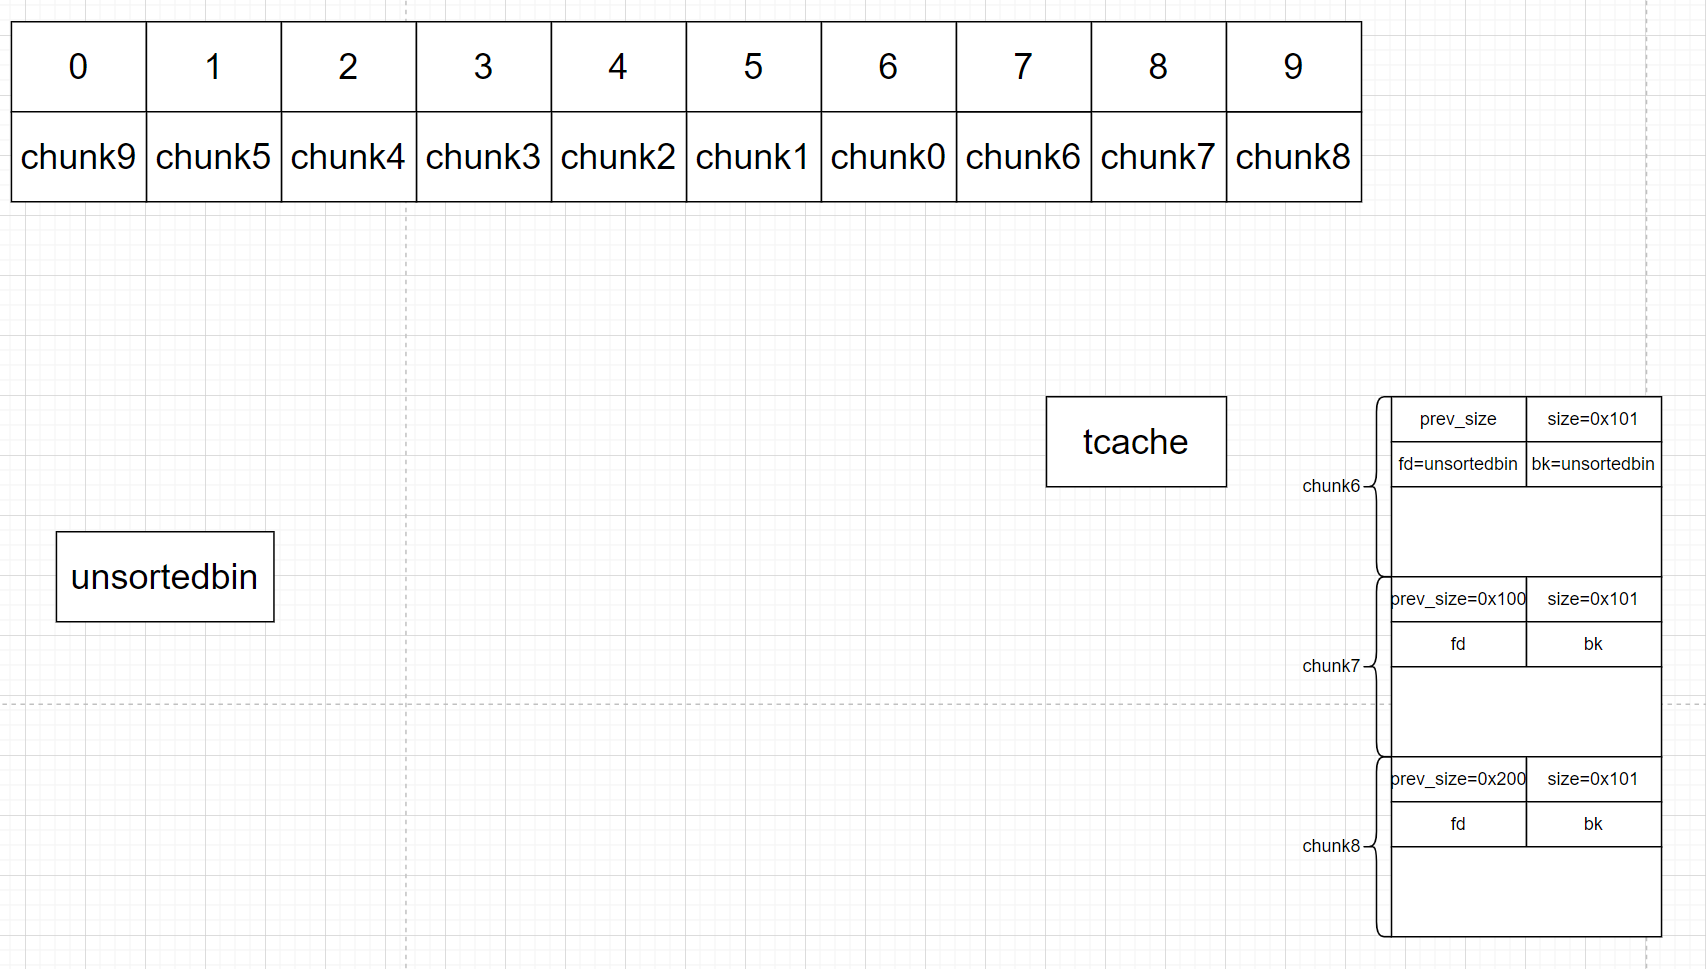 0 1 2 3 4 5 6 7 8 9
chunk9 chunk5 chunk4 chunk3 chunk2 chunk1 chunk0 chunk6 chunk7 chunk8
tcache
unsortedbin
prev_size size=0x101
fd=unsortedbin bk=unsortedbin
chunk6
prev_size=0x100 size=0x101
fd bk
chunk7
prev_size=0x200 size=0x101
fd bk
chunk8